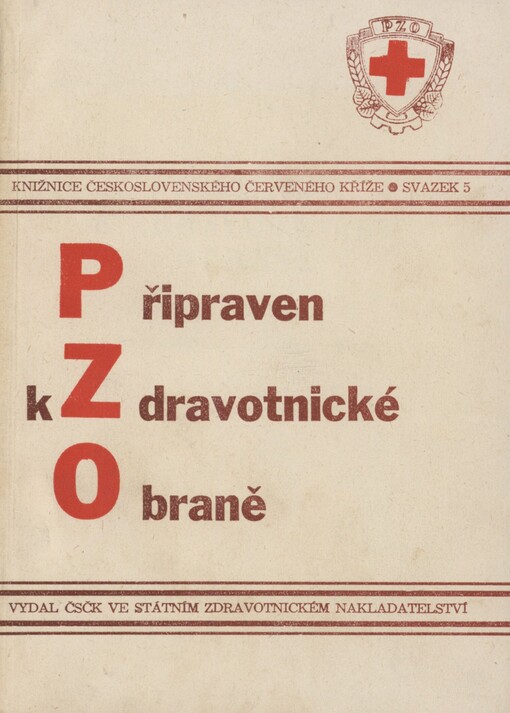 PZO
KNIŽNICE ČESKOSLOVENSKÉHO ČERVENÉHO KŘÍŽE • SVAZEK 5
Připraven
k Zdravotnické
Obraně
VYDAL ČSČK VE STÁTNÍM ZDRAVOTNICKÉM NAKLADATELSTVÍ